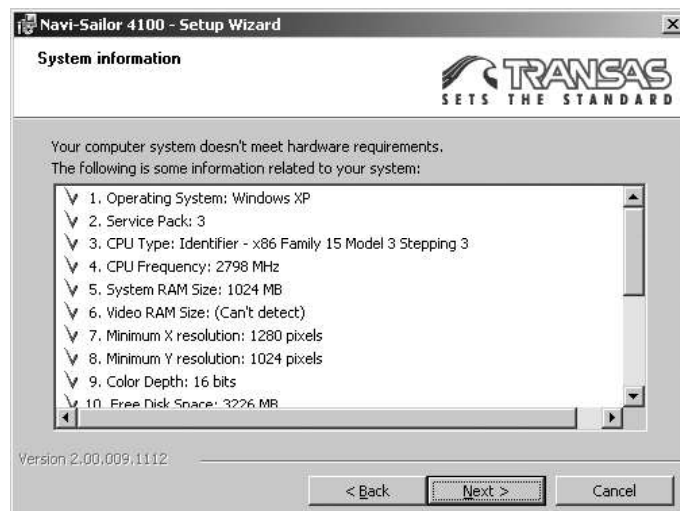 Navi-Sailor 4100 - Setup Wizard
System information
TRANSAS
SETS THE STANDARD
Your computer system doesn't meet hardware requirements.
The following is some information related to your system:
1. Operating System: Windows XP
2. Service Pack: 3
3. CPU Type: Identifier - x86 Family 15 Model 3 Stepping 3
4. CPU Frequency: 2798 MHz
5. System RAM Size: 1024 MB
6. Video RAM Size: (Can't detect)
7. Minimum X resolution: 1280 pixels
8. Minimum Y resolution: 1024 pixels
9. Color Depth: 16 bits
10. Free Disk Space: 3226 MB
Version 2.00.009.1112
< Back Next > Cancel